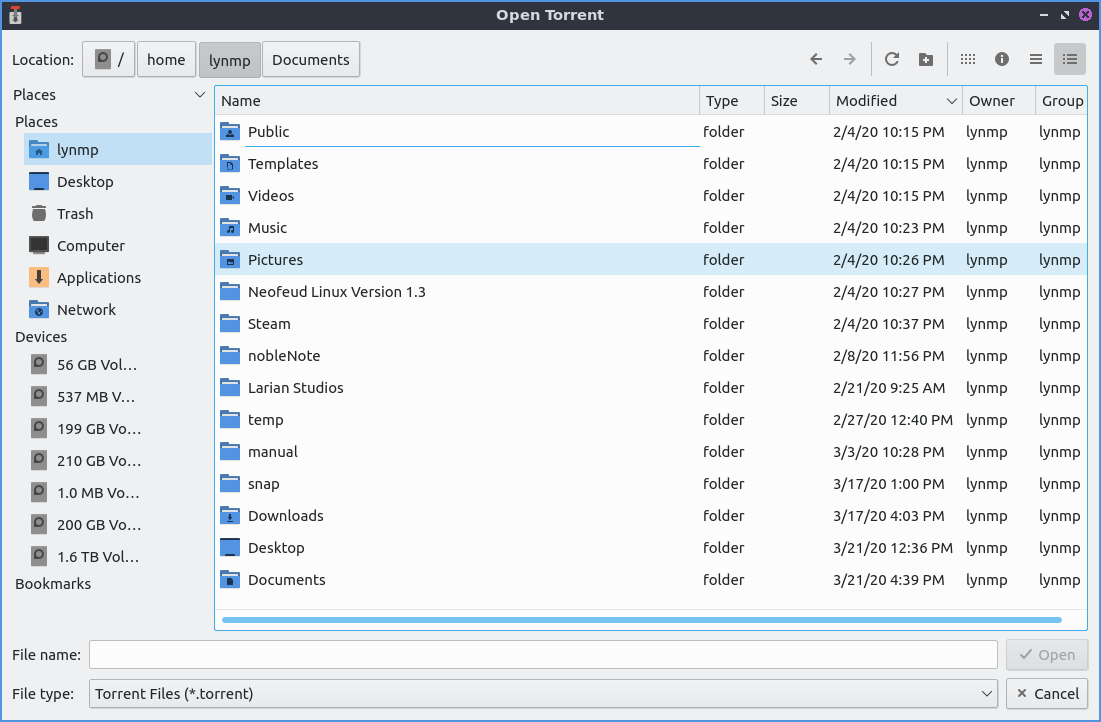 Open Torrent
Location: / home lynmp Documents
Places
Places
lynmp
Desktop
Trash
Computer
Applications
Network
Devices
56 GB Vol...
537 MB V...
199 GB Vo...
210 GB Vo...
1.0 MB Vo...
200 GB Vo...
1.6 TB Vol...
Bookmarks
Name Type Size Modified Owner Group
Public folder 2/4/20 10:15 PM lynmp lynmp
Templates folder 2/4/20 10:15 PM lynmp lynmp
Videos folder 2/4/20 10:15 PM lynmp lynmp
Music folder 2/4/20 10:23 PM lynmp lynmp
Pictures folder 2/4/20 10:26 PM lynmp lynmp
Neofeud Linux Version 1.3 folder 2/4/20 10:27 PM lynmp lynmp
Steam folder 2/4/20 10:37 PM lynmp lynmp
nobleNote folder 2/8/20 11:56 PM lynmp lynmp
Larian Studios folder 2/21/20 9:25 AM lynmp lynmp
temp folder 2/27/20 12:40 PM lynmp lynmp
manual folder 3/3/20 10:28 PM lynmp lynmp
snap folder 3/17/20 1:00 PM lynmp lynmp
Downloads folder 3/17/20 4:03 PM lynmp lynmp
Desktop folder 3/21/20 12:36 PM lynmp lynmp
Documents folder 3/21/20 4:39 PM lynmp lynmp
File name: Open
File type: Torrent Files (*.torrent) Cancel